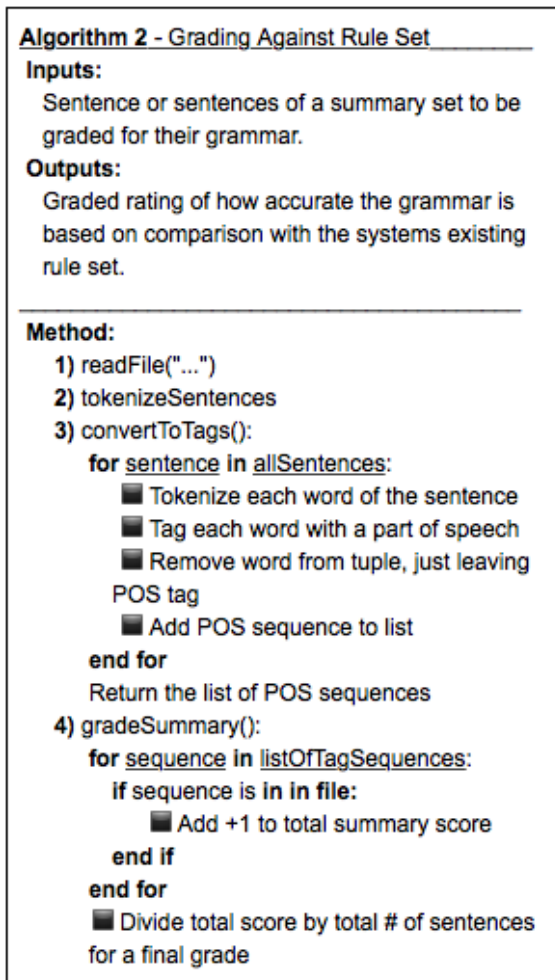 Algorithm 2 - Grading Against Rule Set________
Inputs:
Sentence or sentences of a summary set to be
graded for their grammar.
Outputs:
Graded rating of how accurate the grammar is
based on comparison with the systems existing
rule set.
Method:
1) readFile("...")
2) tokenizeSentences
3) convertToTags():
for sentence in allSentences:
■ Tokenize each word of the sentence
■ Tag each word with a part of speech
■ Remove word from tuple, just leaving
POS tag
■ Add POS sequence to list
end for
Return the list of POS sequences
4) gradeSummary():
for sequence in listOfTagSequences:
if sequence is in in file:
■ Add +1 to total summary score
end if
end for
■ Divide total score by total # of sentences
for a final grade